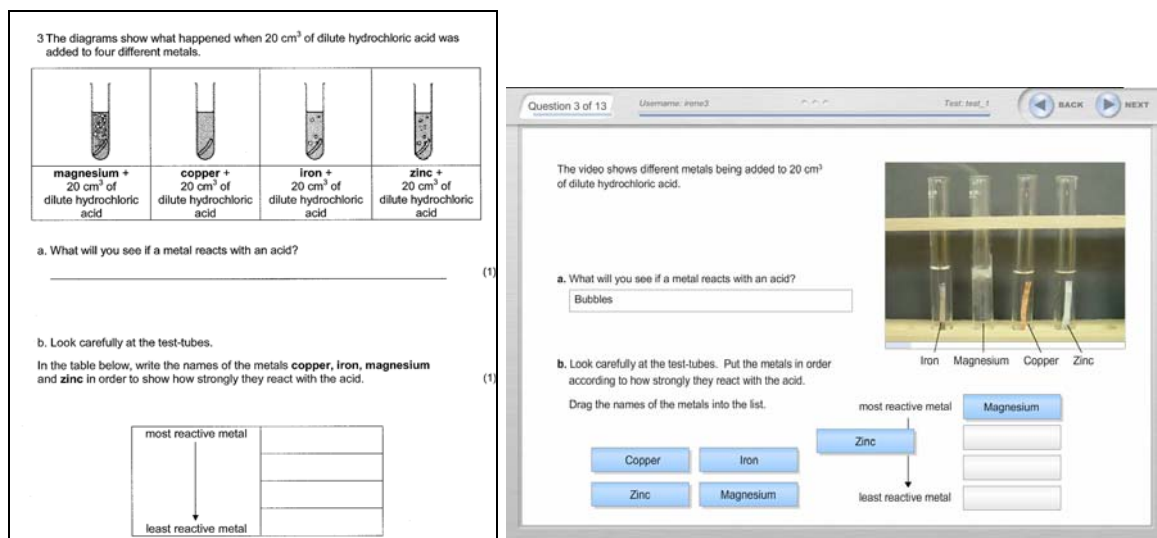 3 The diagrams show what happened when 20 cm³ of dilute hydrochloric acid was
added to four different metals.
magnesium +
20 cm³ of
dilute hydrochloric
acid
copper +
20 cm³ of
dilute hydrochloric
acid
iron +
20 cm³ of
dilute hydrochloric
acid
zinc +
20 cm³ of
dilute hydrochloric
acid
a. What will you see if a metal reacts with an acid?
(1)
b. Look carefully at the test-tubes.
In the table below, write the names of the metals copper, iron, magnesium
and zinc in order to show how strongly they react with the acid.
(1)
most reactive metal
least reactive metal
Question 3 of 13
Username: irene3
Test: test_1
BACK
NEXT
The video shows different metals being added to 20 cm³
of dilute hydrochloric acid.
a. What will you see if a metal reacts with an acid?
Bubbles
Iron Magnesium Copper Zinc
b. Look carefully at the test-tubes. Put the metals in order
according to how strongly they react with the acid.
Drag the names of the metals into the list.
most reactive metal
Magnesium
Zinc
Copper
Iron
Zinc
Magnesium
least reactive metal